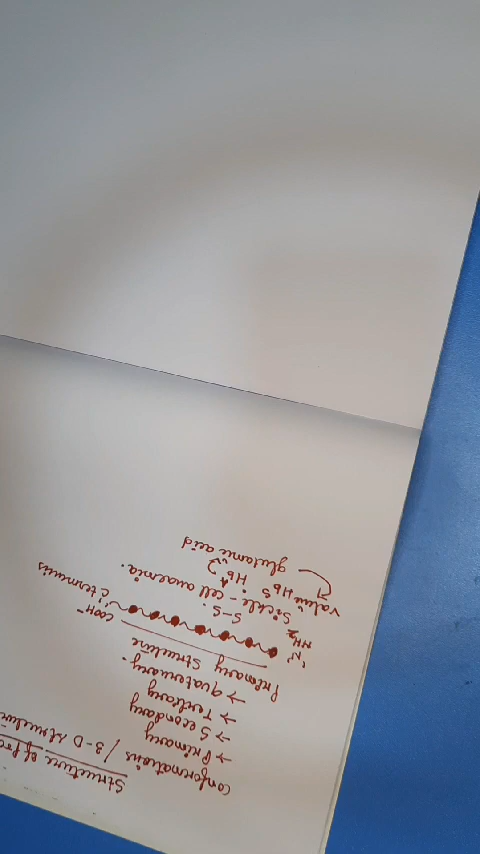 Structure of Pro
Conformations / 3-D structure
→ Primary
→ Secondary
→ Tertiary
→ quaternary.
Primary Structure
'N' COOH⁻
NH₂ 'C' terminus
S-S
Sickle-cell anaemia.
valine HbS HbA
glutamic acid